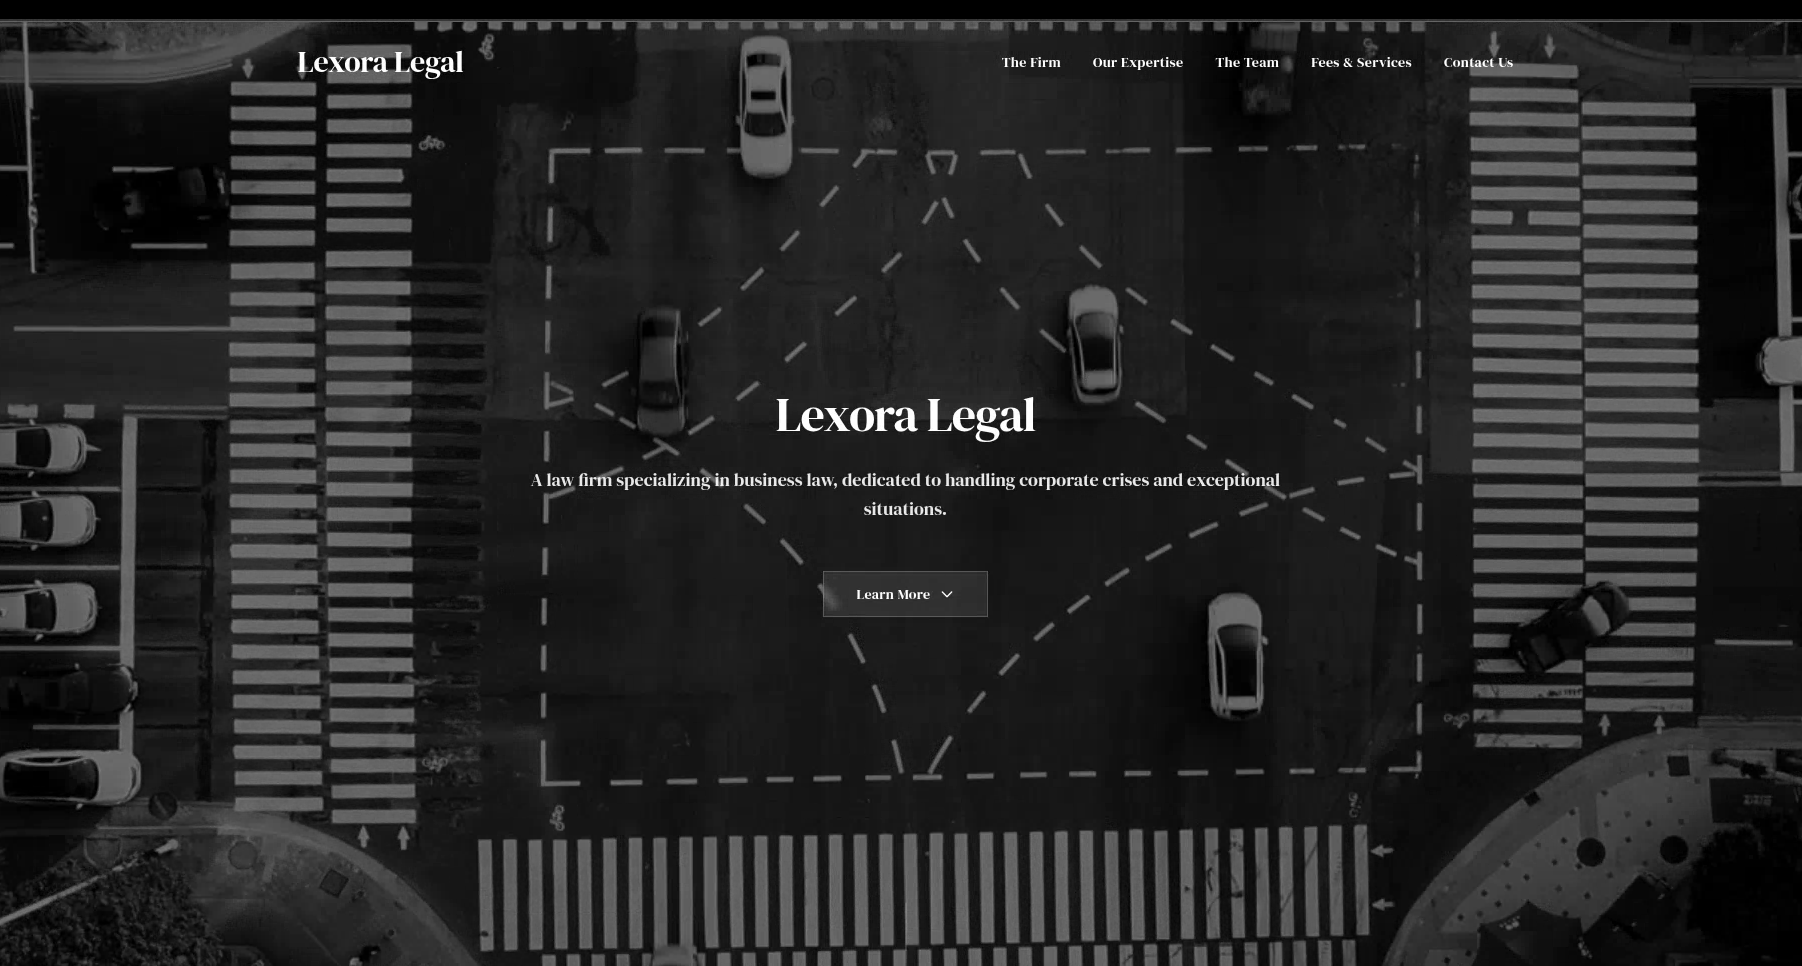 Lexora Legal
The Firm
Our Expertise
The Team
Fees & Services
Contact Us
Lexora Legal
A law firm specializing in business law, dedicated to handling corporate crises and exceptional
situations.
Learn More